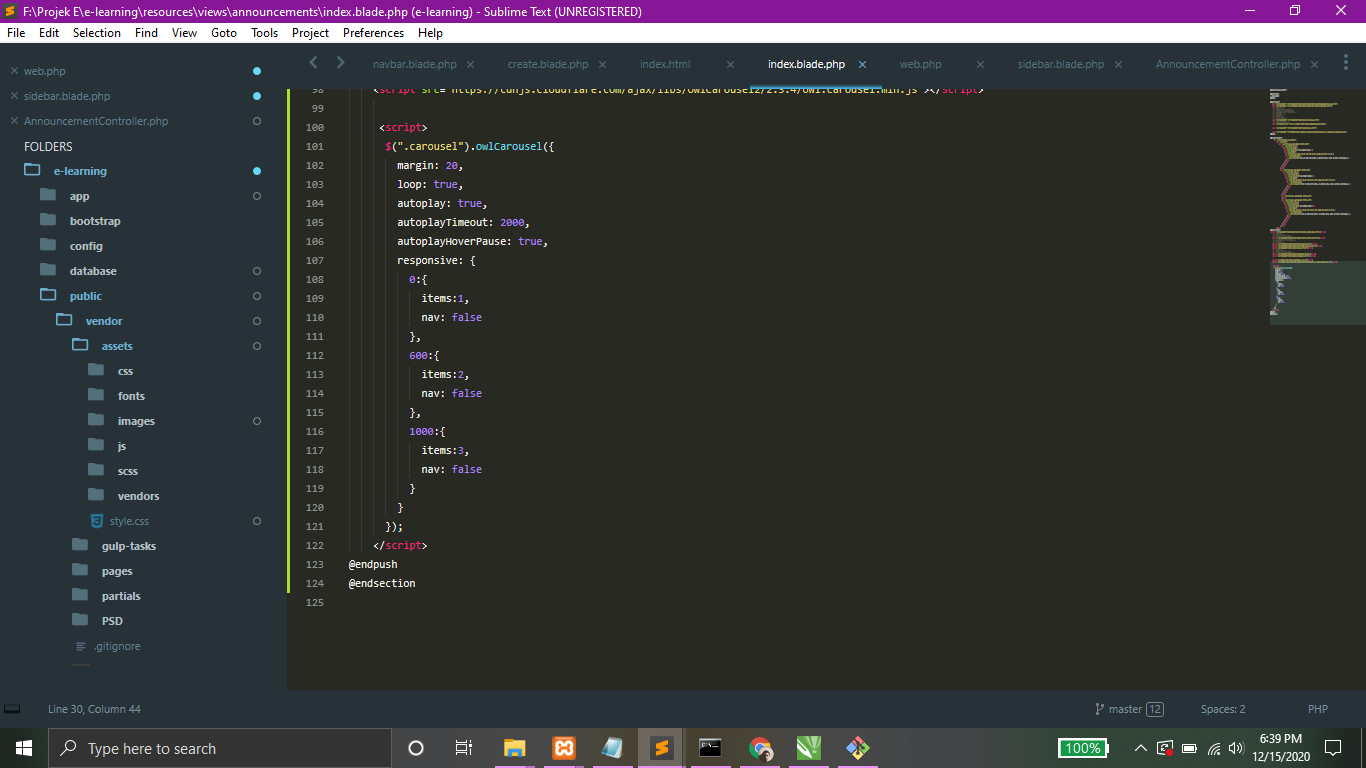 F:\Projek E\e-learning\resources\views\announcements\index.blade.php (e-learning) - Sublime Text (UNREGISTERED)
File Edit Selection Find View Goto Tools Project Preferences Help
web.php
sidebar.blade.php
AnnouncementController.php
FOLDERS
e-learning
app
bootstrap
config
database
public
vendor
assets
css
fonts
images
js
scss
vendors
style.css
gulp-tasks
pages
partials
PSD
.gitignore
navbar.blade.php create.blade.php index.html index.blade.php web.php sidebar.blade.php AnnouncementController.php
98 <script src="https://cdnjs.cloudflare.com/ajax/libs/OwlCarousel2/2.3.4/owl.carousel.min.js"></script>
99
100 <script>
101 $(".carousel").owlCarousel({
102 margin: 20,
103 loop: true,
104 autoplay: true,
105 autoplayTimeout: 2000,
106 autoplayHoverPause: true,
107 responsive: {
108 0:{
109 items:1,
110 nav: false
111 },
112 600:{
113 items:2,
114 nav: false
115 },
116 1000:{
117 items:3,
118 nav: false
119 }
120 }
121 });
122 </script>
123 @endpush
124 @endsection
125
Line 30, Column 44
master 12 Spaces: 2 PHP
Type here to search
100%
6:39 PM
12/15/2020